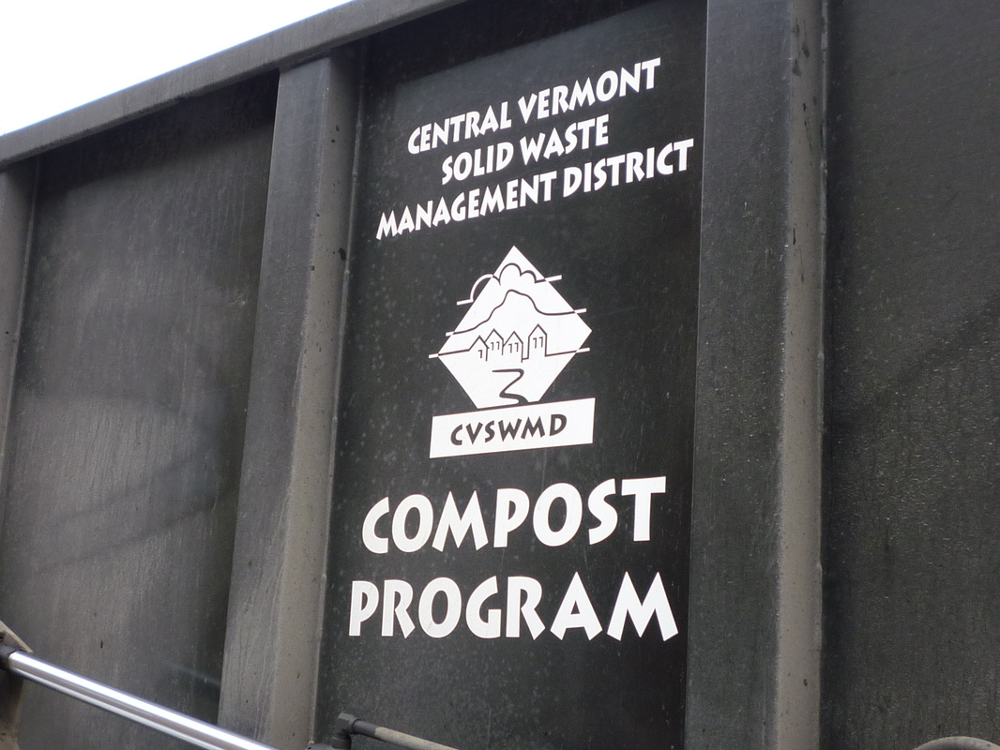 CENTRAL VERMONT
SOLID WASTE
MANAGEMENT DISTRICT
CVSWMD
COMPOST
PROGRAM